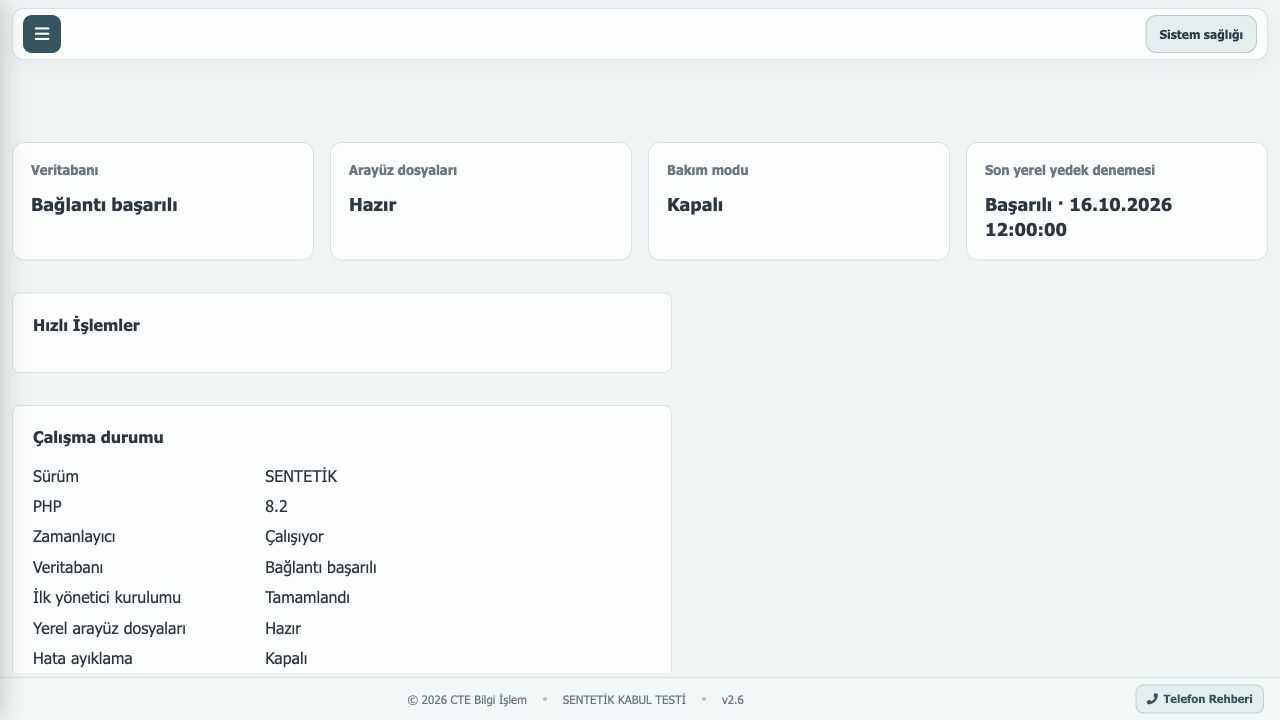 Sistem sağlığı
Veritabanı
Bağlantı başarılı
Arayüz dosyaları
Hazır
Bakım modu
Kapalı
Son yerel yedek denemesi
Başarılı · 16.10.2026
12:00:00
Hızlı İşlemler
Çalışma durumu
Sürüm SENTETİK
PHP 8.2
Zamanlayıcı Çalışıyor
Veritabanı Bağlantı başarılı
İlk yönetici kurulumu Tamamlandı
Yerel arayüz dosyaları Hazır
Hata ayıklama Kapalı
© 2026 CTE Bilgi İşlem • SENTETİK KABUL TESTİ • v2.6
Telefon Rehberi